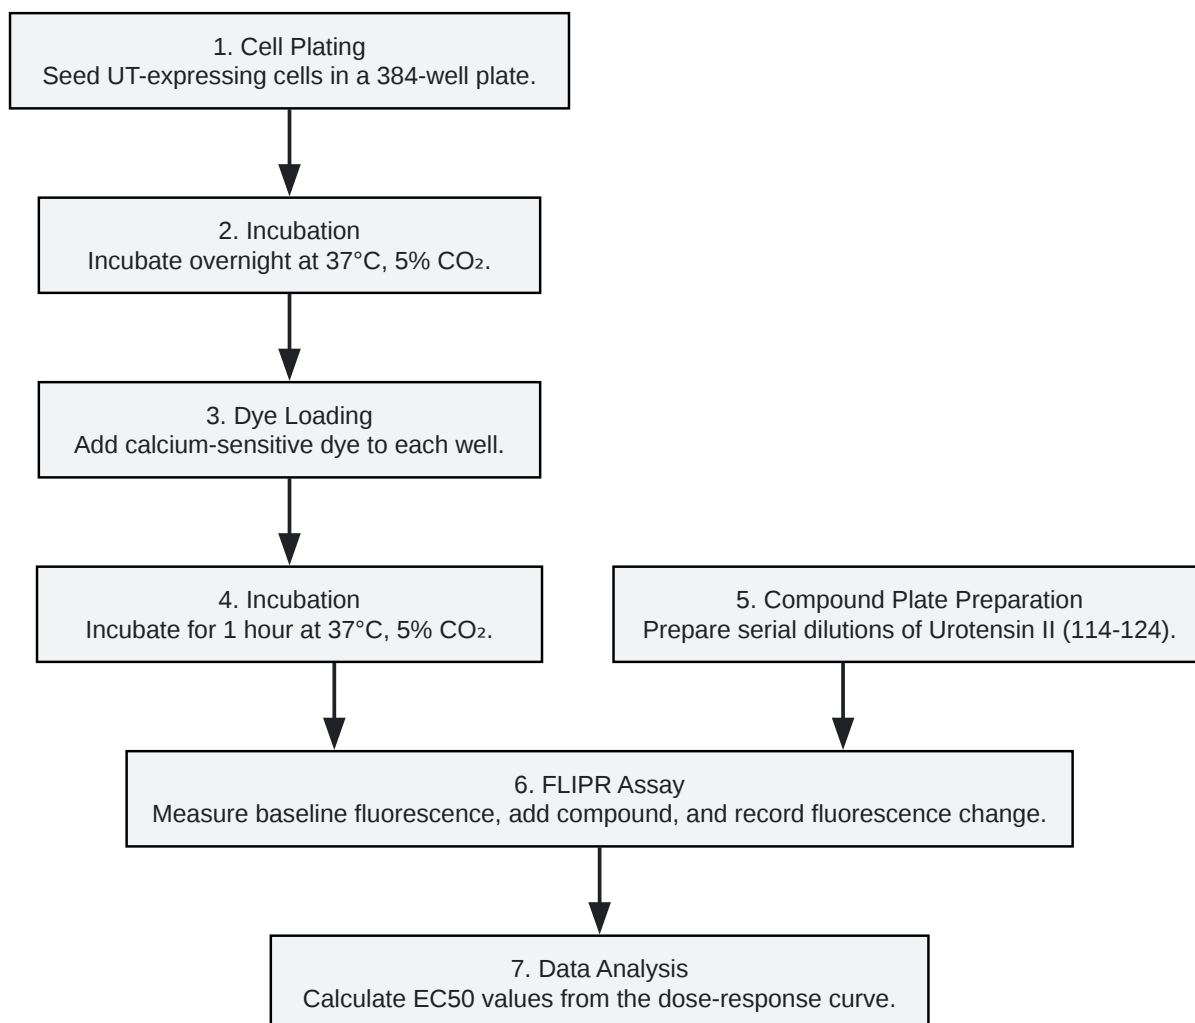 1. Cell Plating
Seed UT-expressing cells in a 384-well plate.
2. Incubation
Incubate overnight at 37°C, 5% CO₂.
3. Dye Loading
Add calcium-sensitive dye to each well.
4. Incubation
Incubate for 1 hour at 37°C, 5% CO₂.
5. Compound Plate Preparation
Prepare serial dilutions of Urotensin II (114-124).
6. FLIPR Assay
Measure baseline fluorescence, add compound, and record fluorescence change.
7. Data Analysis
Calculate EC50 values from the dose-response curve.